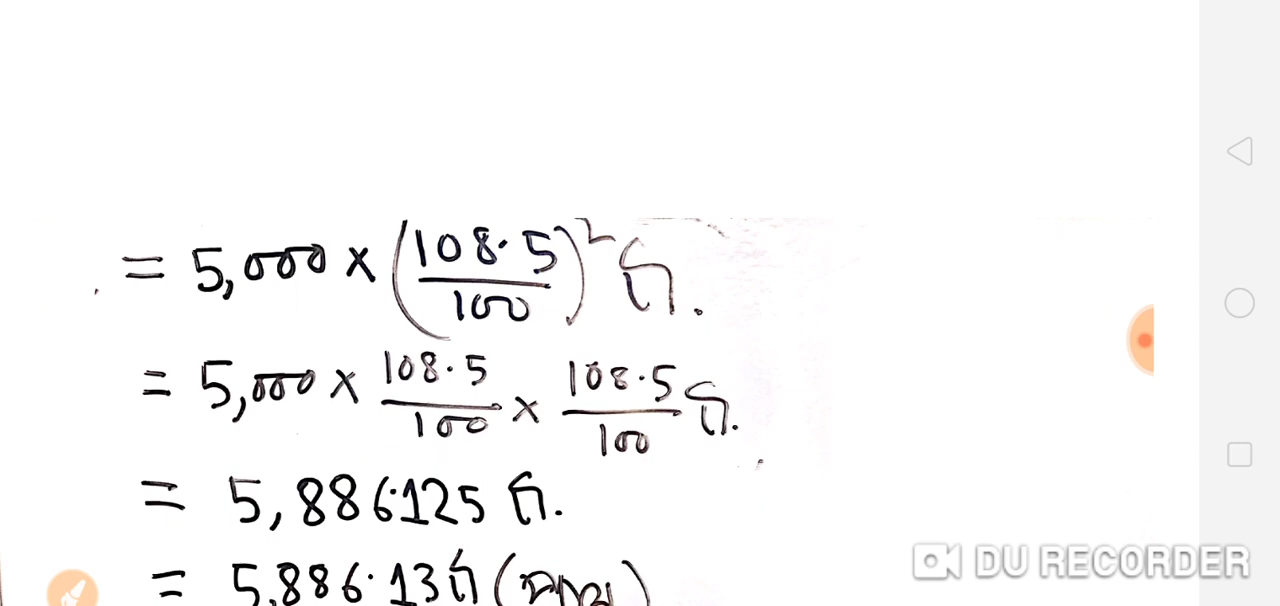 = 5,000 × (108.5/100)² টা.
= 5,000 × 108.5/100 × 108.5/100 টা.
= 5,886.125 টা.
= 5,886.13 টা (প্রায়)
DU RECORDER